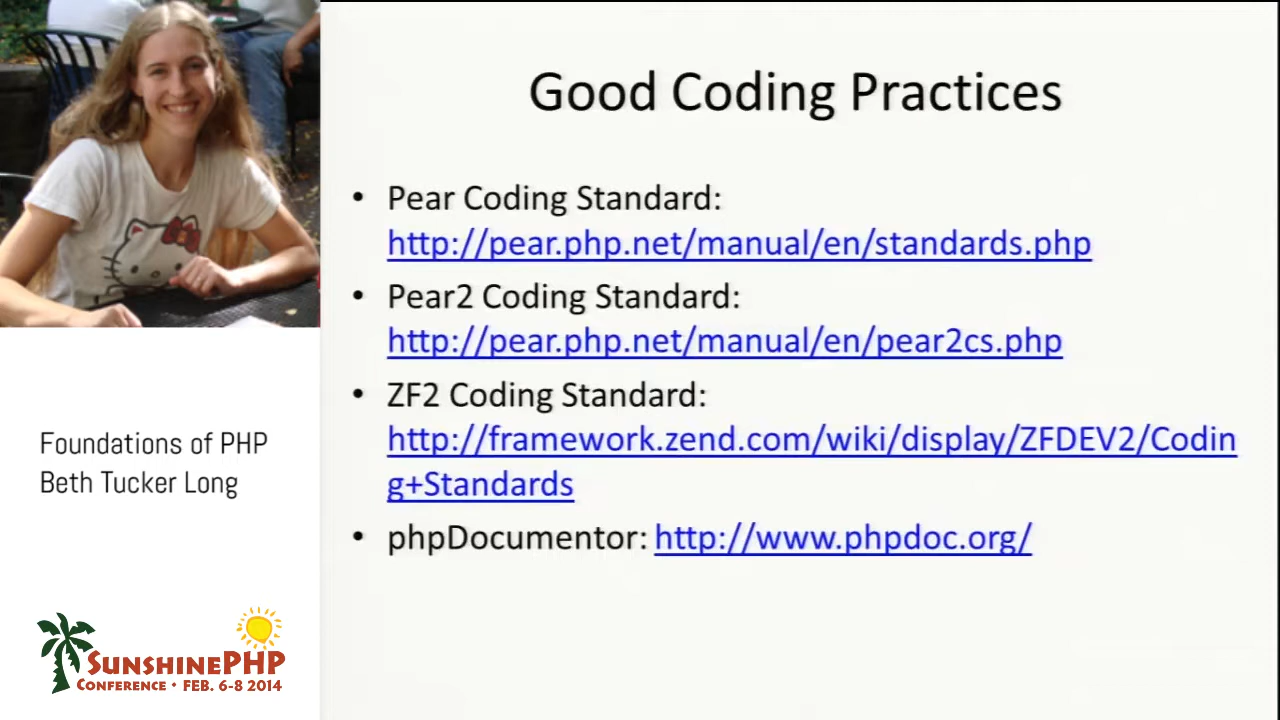 Good Coding Practices
• Pear Coding Standard:
http://pear.php.net/manual/en/standards.php
• Pear2 Coding Standard:
http://pear.php.net/manual/en/pear2cs.php
• ZF2 Coding Standard:
http://framework.zend.com/wiki/display/ZFDEV2/Codin
g+Standards
• phpDocumentor: http://www.phpdoc.org/
Foundations of PHP
Beth Tucker Long
SUNSHINEPHP
CONFERENCE • FEB. 6-8 2014